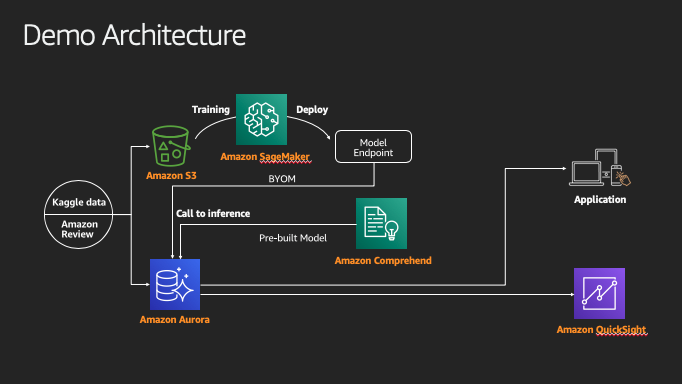 Demo Architecture
Training
Deploy
Model
Endpoint
Amazon SageMaker
Amazon S3
BYOM
Kaggle data
Amazon
Review
Call to inference
Pre-built Model
Amazon Comprehend
Application
Amazon Aurora
Amazon QuickSight